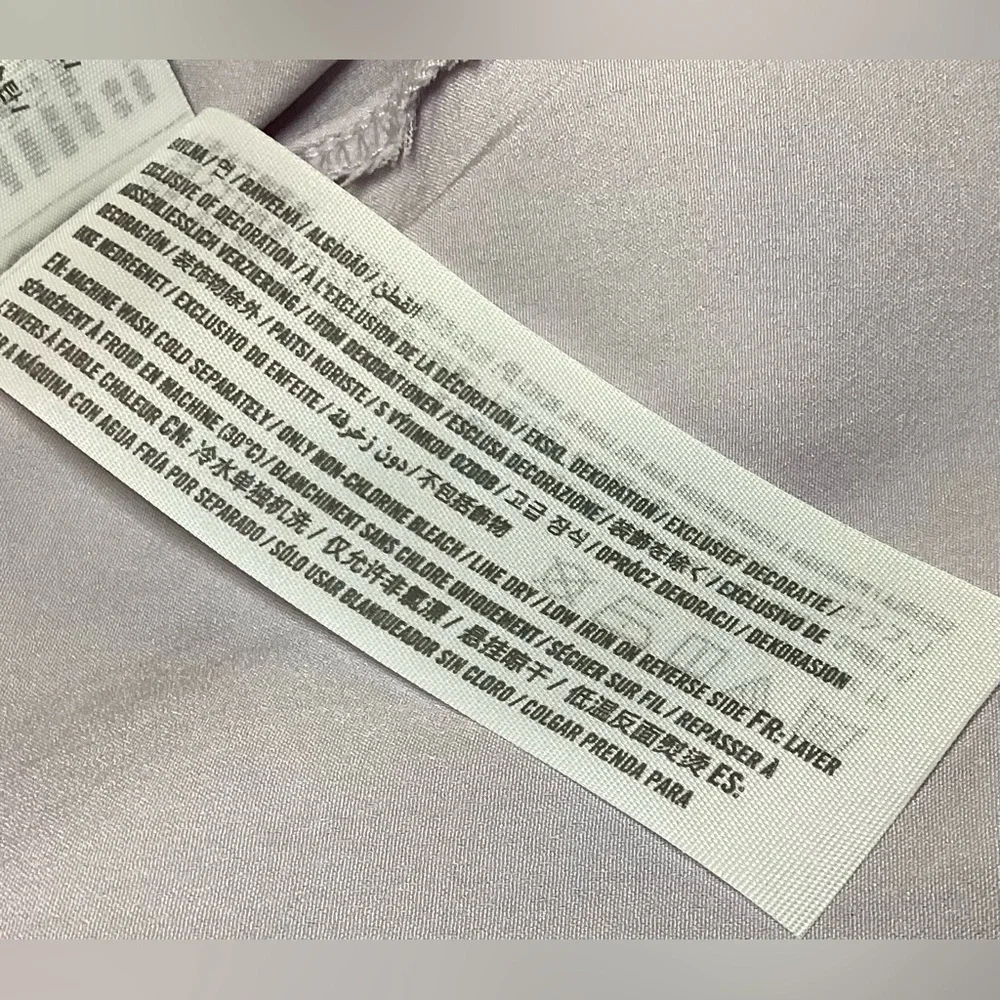 탄/
BAVLNA / 면 / BAWEŁNA / ALGODÃO / القطن
EXCLUSIVE OF DECORATION / À L'EXCLUSION DE LA DÉCORATION / EKSKL. DEKORATION / EXCLUSIEF DECORATIE /
AUSSCHLIESSLICH VERZIERUNG / UTOM DEKORATIONEN / ESCLUSA DECORAZIONE / 装飾を除く / EXCLUSIVO DE
DECORACIÓN / 装饰物除外 / PAITSI KORISTE / S VÝJIMKOU OZDOB / 고급 장식 / OPRÓCZ DEKORACJI / DEKORASJON
IKKE MEDREGNET / EXCLUSIVO DO ENFEITE / دون زخرفة / 不包括飾物
EN: MACHINE WASH COLD SEPARATELY / ONLY NON-CHLORINE BLEACH / LINE DRY / LOW IRON ON REVERSE SIDE FR: LAVER
SÉPARÉMENT À FROID EN MACHINE (30°C) / BLANCHIMENT SANS CHLORE UNIQUEMENT / SÉCHER SUR FIL / REPASSER À
L'ENVERS À FAIBLE CHALEUR CN: 冷水单独机洗 / 仅允许非氯漂 / 悬挂晾干 / 低温反面熨烫 ES:
A MÁQUINA CON AGUA FRÍA POR SEPARADO / SÓLO USAR BLANQUEADOR SIN CLORO / COLGAR PRENDA PARA